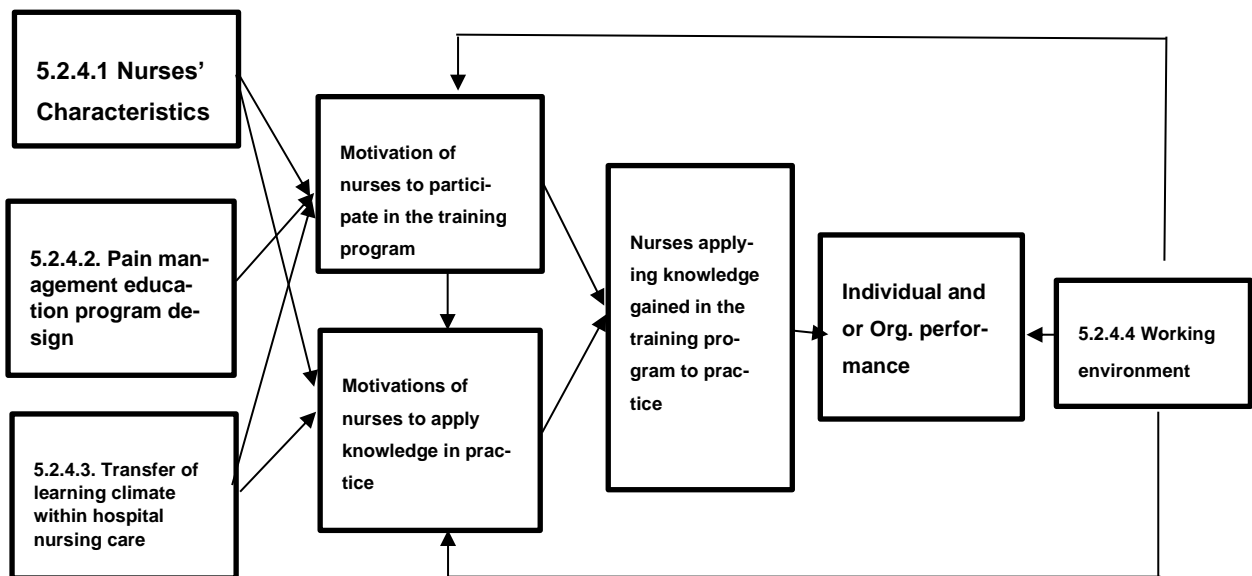 5.2.4.1 Nurses’
Characteristics
5.2.4.2. Pain man-
agement educa-
tion program de-
sign
5.2.4.3. Transfer of
learning climate
within hospital
nursing care
Motivation of
nurses to partici-
pate in the training
program
Motivations of
nurses to apply
knowledge in prac-
tice
Nurses apply-
ing knowledge
gained in the
training pro-
gram to prac-
tice
Individual and
or Org. perfor-
mance
5.2.4.4 Working
environment